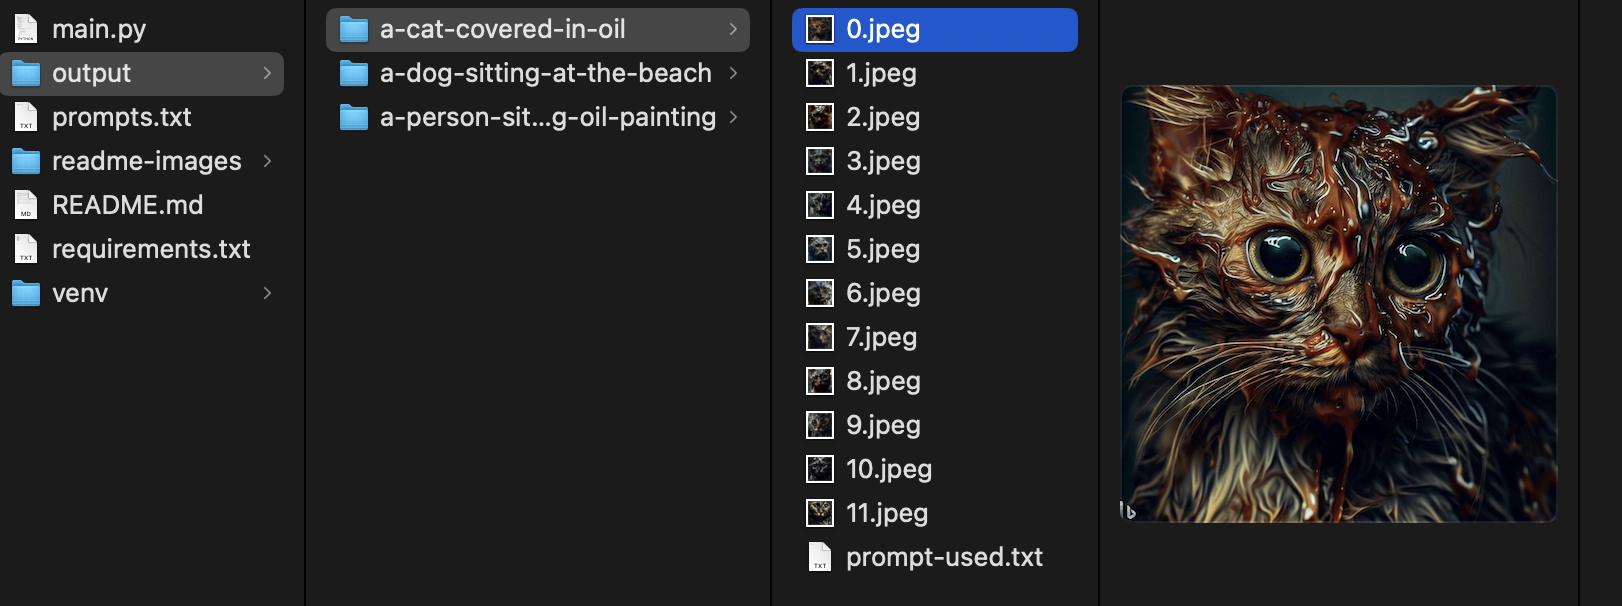 main.py
output
prompts.txt
readme-images
README.md
requirements.txt
venv
a-cat-covered-in-oil
a-dog-sitting-at-the-beach
a-person-sit...g-oil-painting
0.jpeg
1.jpeg
2.jpeg
3.jpeg
4.jpeg
5.jpeg
6.jpeg
7.jpeg
8.jpeg
9.jpeg
10.jpeg
11.jpeg
prompt-used.txt